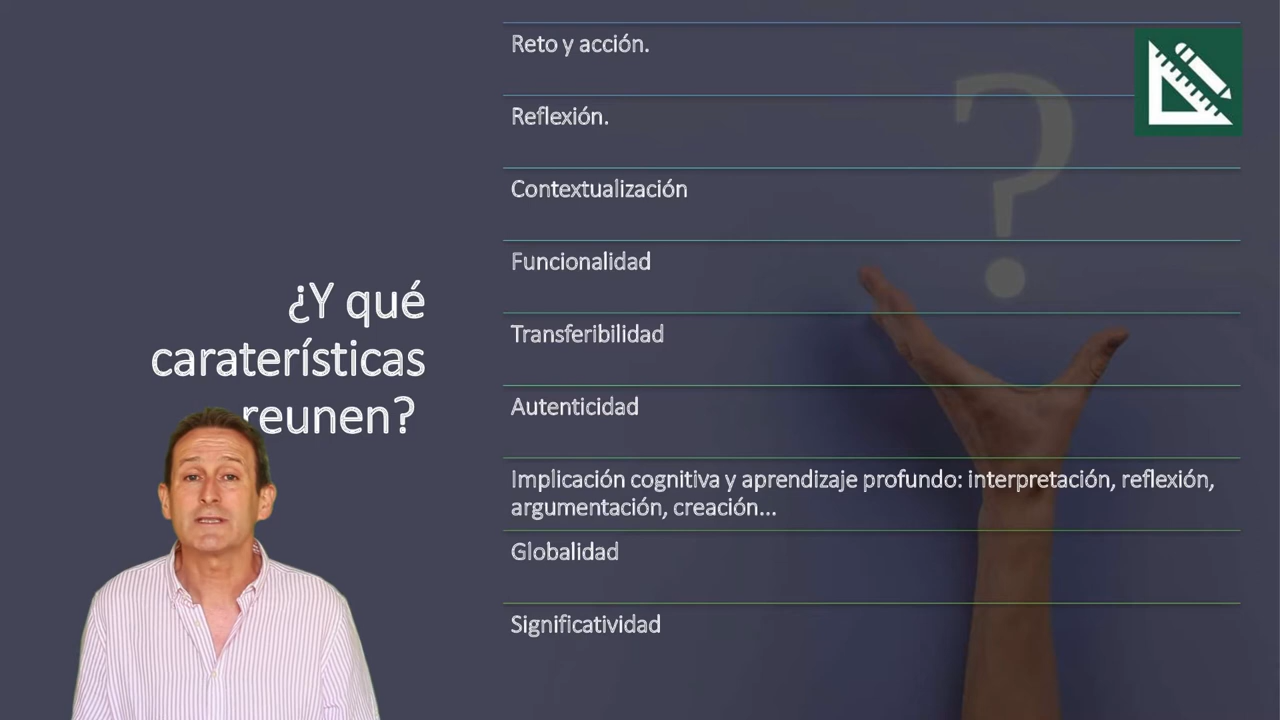 ¿Y qué
caraterísticas
reunen?
Reto y acción.
Reflexión.
Contextualización
Funcionalidad
Transferibilidad
Autenticidad
Implicación cognitiva y aprendizaje profundo: interpretación, reflexión,
argumentación, creación...
Globalidad
Significatividad